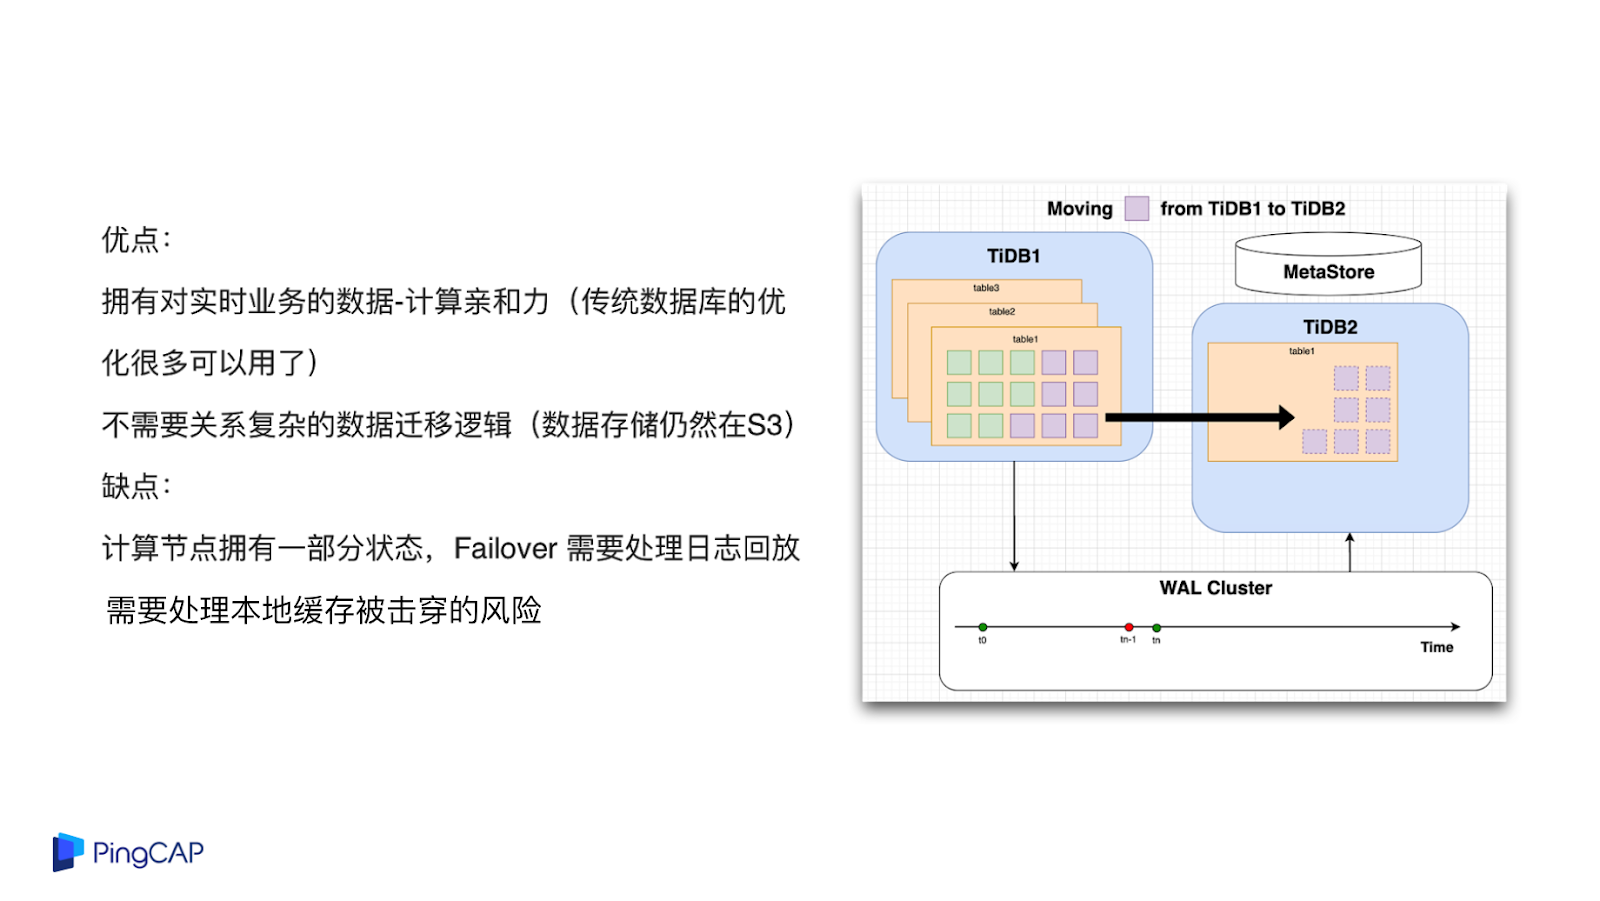 优点：
拥有对实时业务的数据-计算亲和力（传统数据库的优
化很多可以用了）
不需要关系复杂的数据迁移逻辑（数据存储仍然在S3）
缺点：
计算节点拥有一部分状态，Failover 需要处理日志回放
需要处理本地缓存被击穿的风险
Moving from TiDB1 to TiDB2
TiDB1
table3
table2
table1
MetaStore
TiDB2
table1
WAL Cluster
t0
tn-1
tn
Time
PingCAP